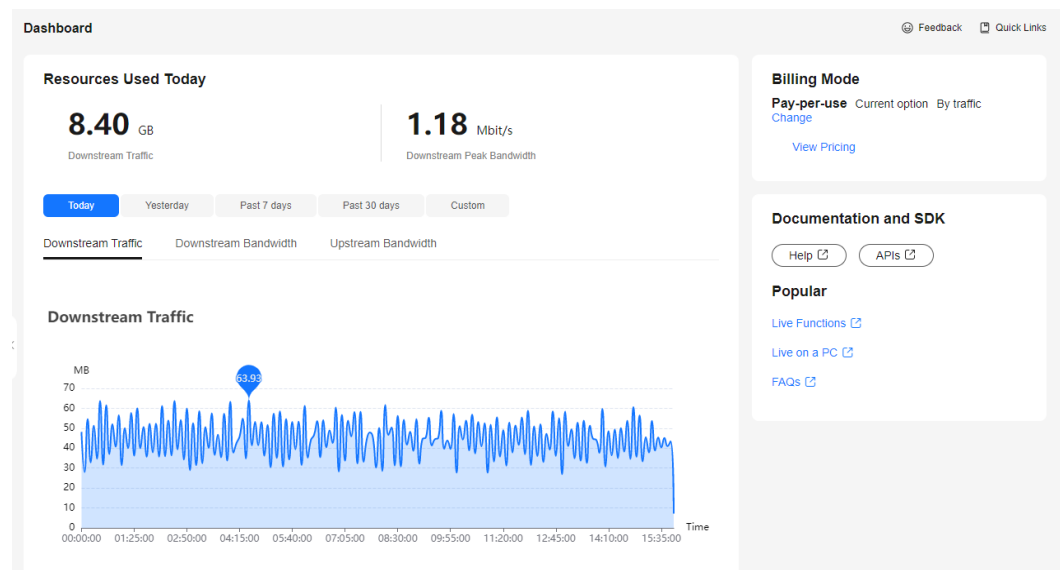 Dashboard
Feedback Quick Links
Resources Used Today
8.40 GB
Downstream Traffic
1.18 Mbit/s
Downstream Peak Bandwidth
Today Yesterday Past 7 days Past 30 days Custom
Downstream Traffic Downstream Bandwidth Upstream Bandwidth
Downstream Traffic
MB
63.93
70
60
50
40
30
20
10
0
Time
00:00:00 01:25:00 02:50:00 04:15:00 05:40:00 07:05:00 08:30:00 09:55:00 11:20:00 12:45:00 14:10:00 15:35:00
Billing Mode
Pay-per-use Current option By traffic
Change
View Pricing
Documentation and SDK
Help APIs
Popular
Live Functions
Live on a PC
FAQs